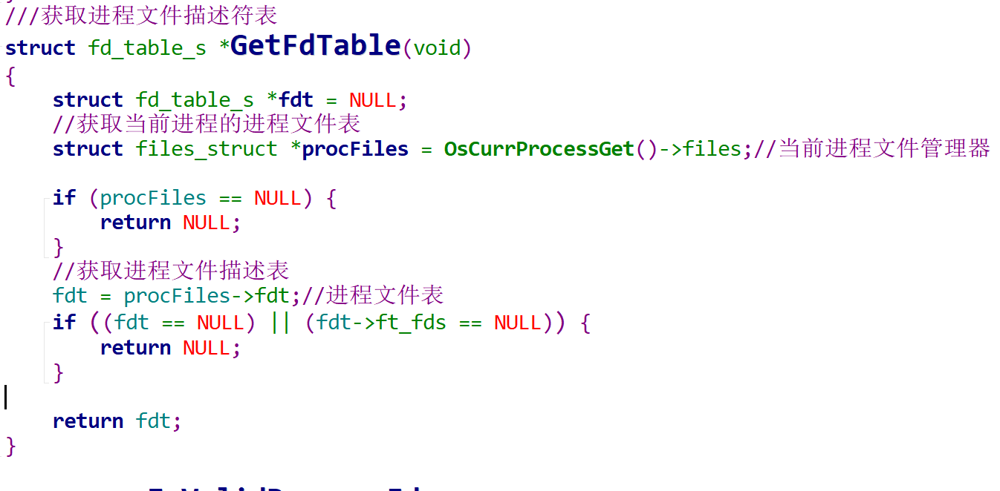 ///获取进程文件描述符表
struct fd_table_s *GetFdTable(void)
{
    struct fd_table_s *fdt = NULL;
    //获取当前进程的进程文件表
    struct files_struct *procFiles = OsCurrProcessGet()->files;//当前进程文件管理器
    if (procFiles == NULL) {
        return NULL;
    }
    //获取进程文件描述表
    fdt = procFiles->fdt;//进程文件表
    if ((fdt == NULL) || (fdt->ft_fds == NULL)) {
        return NULL;
    }
    return fdt;
}